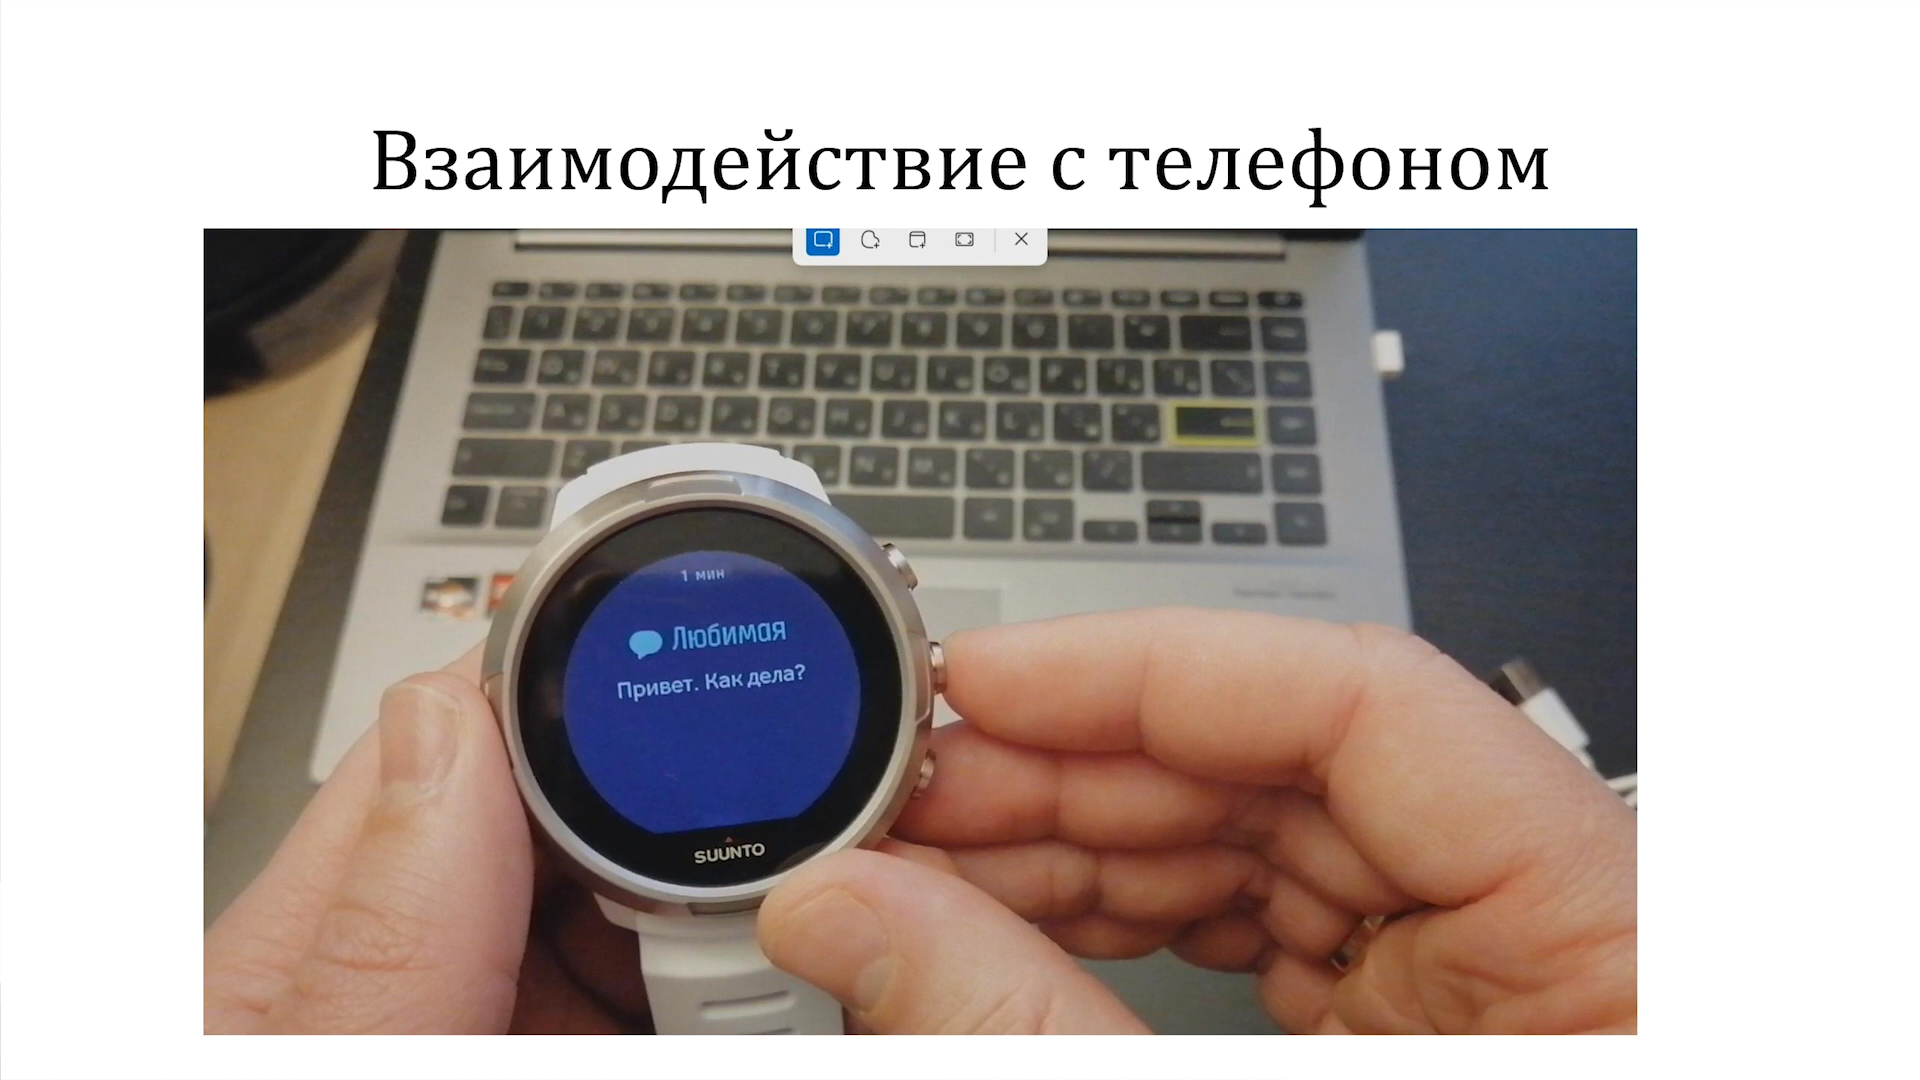 Взаимодействие с телефоном
1 мин
Любимая
Привет. Как дела?
SUUNTO